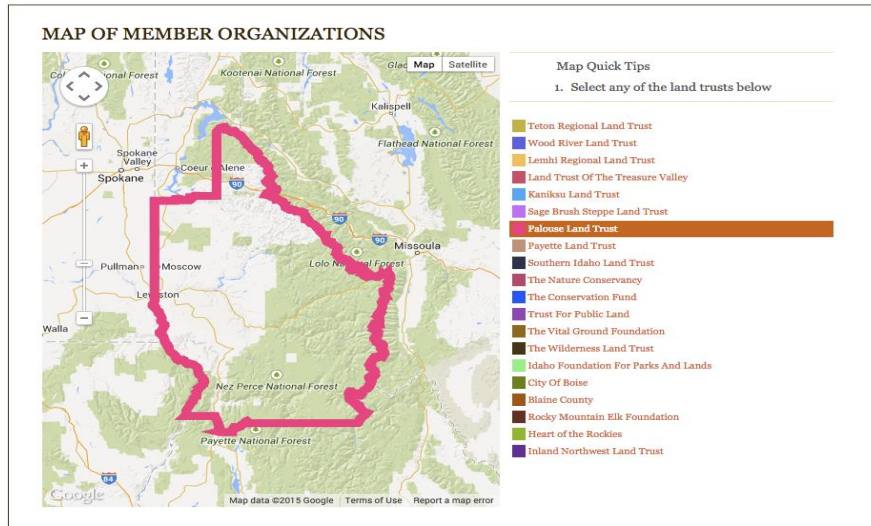 MAP OF MEMBER ORGANIZATIONS
Map
Satellite
Map Quick Tips
1. Select any of the land trusts below
Kootenai National Forest
National Forest
Kalispell
Flathead National Forest
Spokane
Valley
Spokane
Coeur
Alene
90
90
90
Missoula
Lolo
Forest
Pullman
Moscow
Walla
Nez Perce National Forest
Payette National Forest
84
Google
Map data ©2015 Google
Terms of Use
Report a map error
Teton Regional Land Trust
Wood River Land Trust
Lemhi Regional Land Trust
Land Trust Of The Treasure Valley
Kaniksu Land Trust
Sage Brush Steppe Land Trust
Palouse Land Trust
Payette Land Trust
Southern Idaho Land Trust
The Nature Conservancy
The Conservation Fund
Trust For Public Land
The Vital Ground Foundation
The Wilderness Land Trust
Idaho Foundation For Parks And Lands
City Of Boise
Blaine County
Rocky Mountain Elk Foundation
Heart of the Rockies
Inland Northwest Land Trust